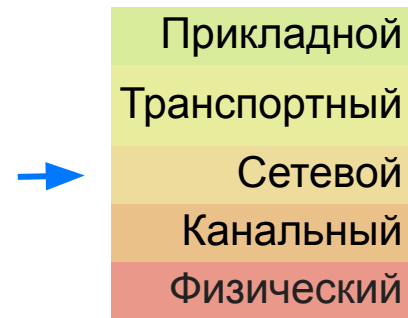 Прикладной
Транспортный
Сетевой
Канальный
Физический